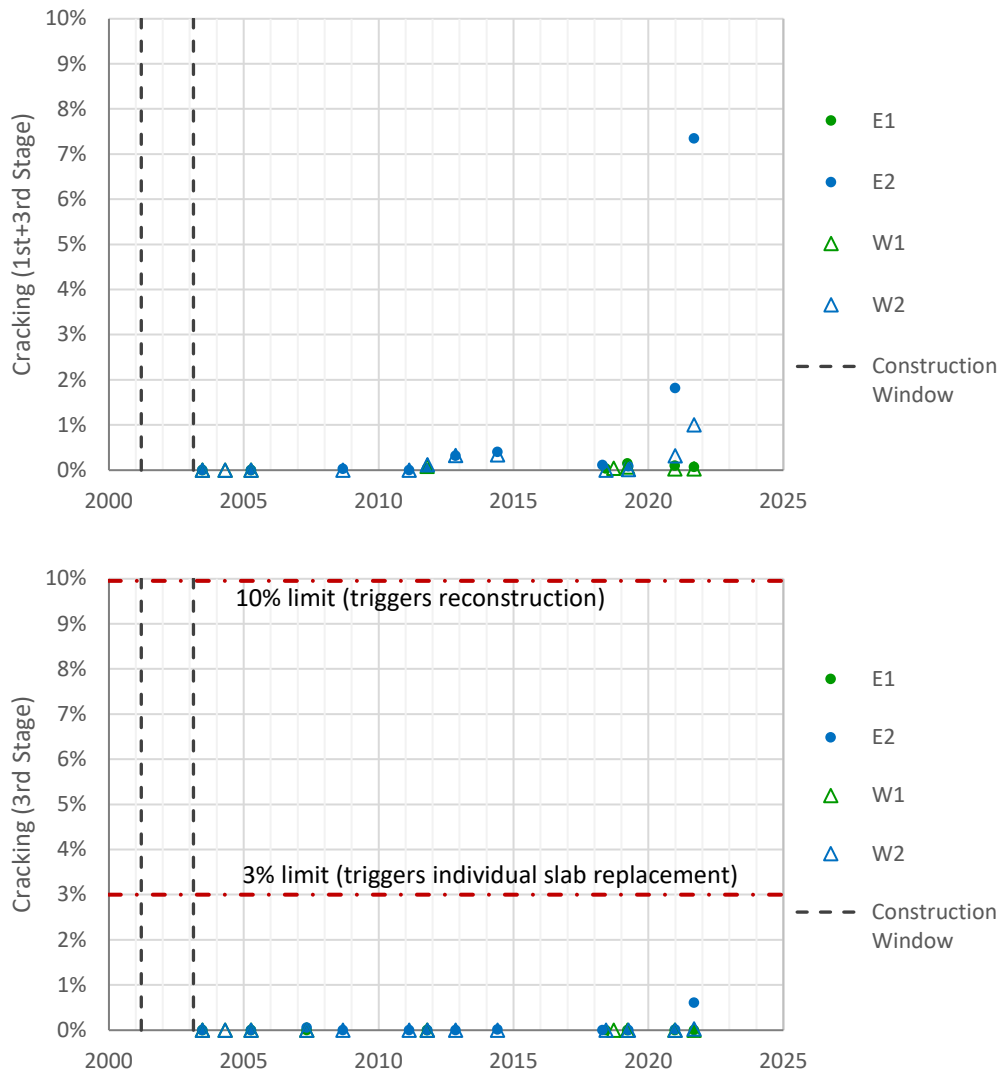 10%
9%
8%
7%
6%
5%
4%
3%
2%
1%
0%
Cracking (1st+3rd Stage)
2000
2005
2010
2015
2020
2025
E1
E2
W1
W2
Construction
Window
10%
9%
8%
7%
6%
5%
4%
3%
2%
1%
0%
Cracking (3rd Stage)
10% limit (triggers reconstruction)
3% limit (triggers individual slab replacement)
2000
2005
2010
2015
2020
2025
E1
E2
W1
W2
Construction
Window